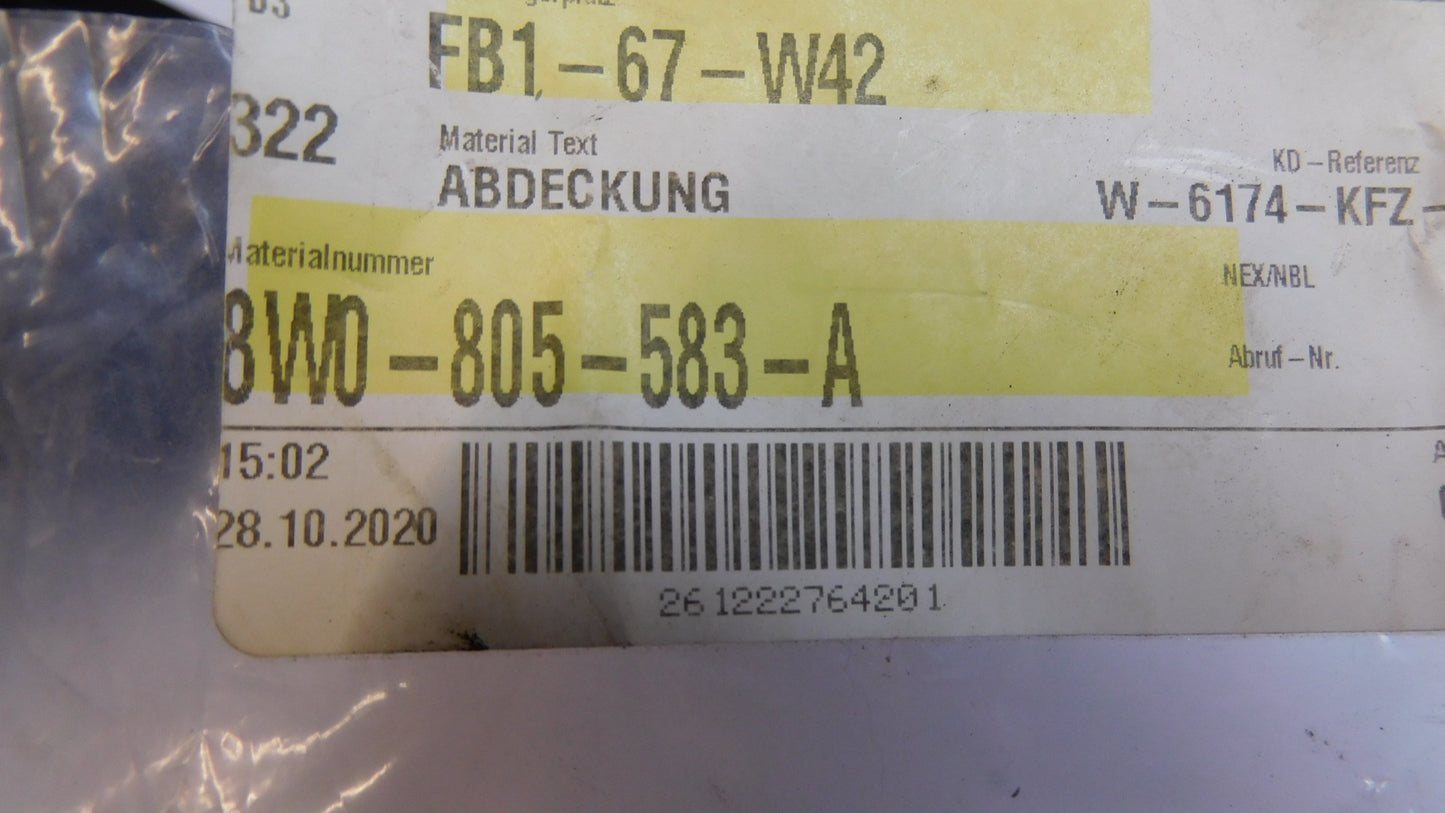 FB1-67-W42
322
Material Text
ABDECKUNG
KD-Referenz
W-6174-KFZ-
Materialnummer
8W0-805-583-A
NEX/NBL
Abruf-Nr.
15:02
28.10.2020
261222764201